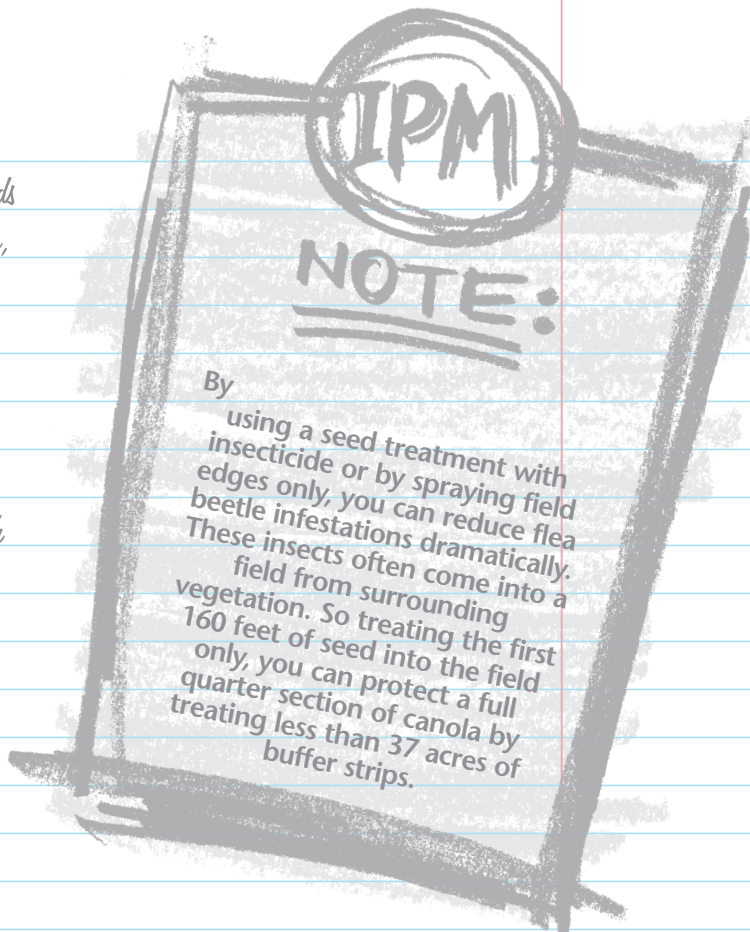 IPM
NOTE:
By
using a seed treatment with
insecticide or by spraying field
edges only, you can reduce flea
beetle infestations dramatically.
These insects often come into a
field from surrounding
vegetation. So treating the first
160 feet of seed into the field
only, you can protect a full
quarter section of canola by
treating less than 37 acres of
buffer strips.